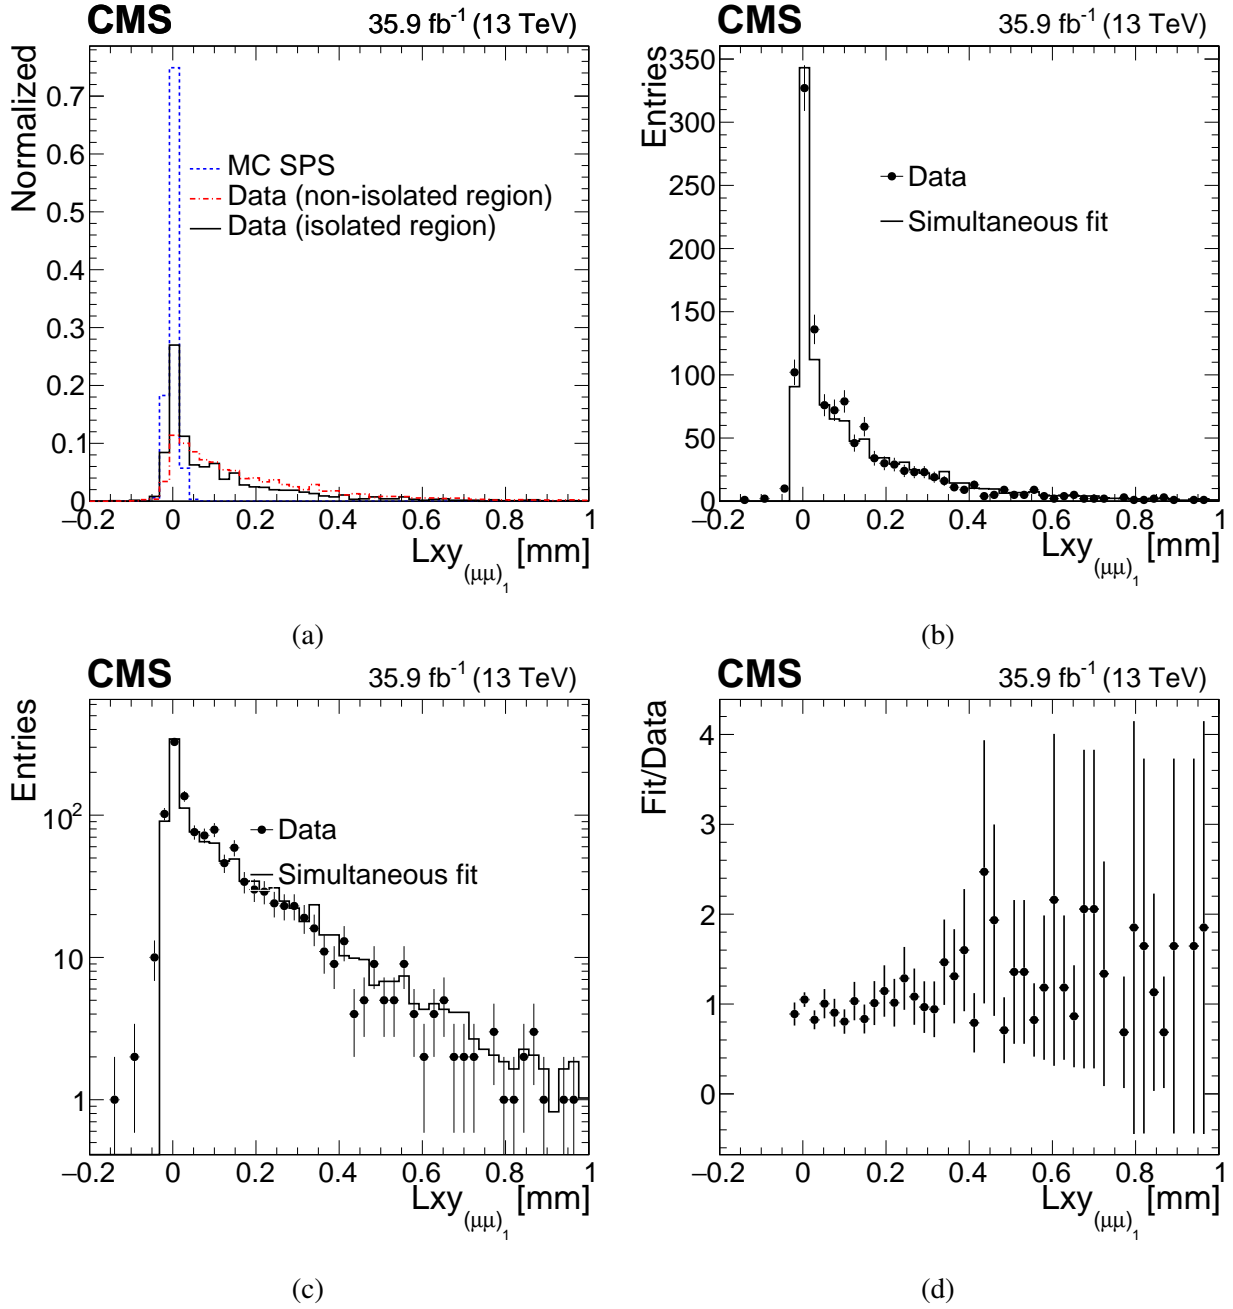 CMS 35.9 fb⁻¹ (13 TeV)
Normalized
0.7
0.6
0.5
0.4
0.3
0.2
0.1
0
MC SPS
Data (non-isolated region)
Data (isolated region)
−0.2 0 0.2 0.4 0.6 0.8 1
Lxy(μμ)₁ [mm]
(a)
CMS 35.9 fb⁻¹ (13 TeV)
Entries
350
300
250
200
150
100
50
0
Data
Simultaneous fit
−0.2 0 0.2 0.4 0.6 0.8 1
Lxy(μμ)₁ [mm]
(b)
CMS 35.9 fb⁻¹ (13 TeV)
Entries
10²
10
1
Data
Simultaneous fit
−0.2 0 0.2 0.4 0.6 0.8 1
Lxy(μμ)₁ [mm]
(c)
CMS 35.9 fb⁻¹ (13 TeV)
Fit/Data
4
3
2
1
0
−0.2 0 0.2 0.4 0.6 0.8 1
Lxy(μμ)₁ [mm]
(d)